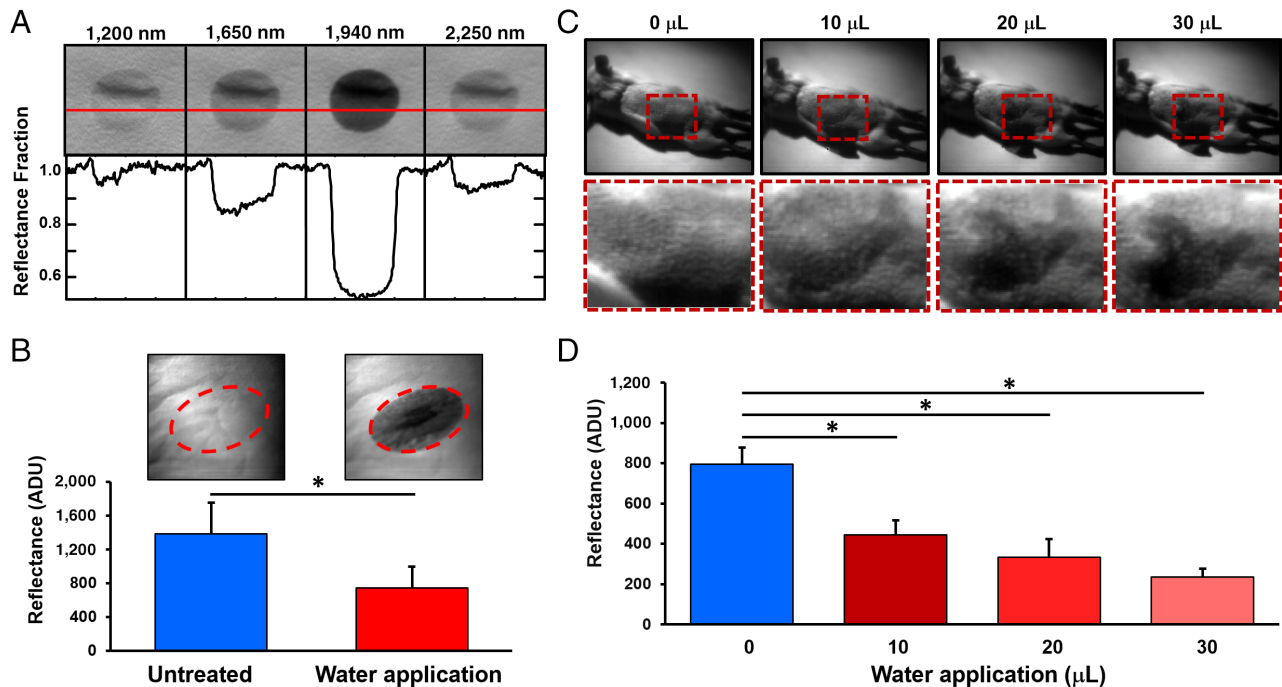 A
1,200 nm 1,650 nm 1,940 nm 2,250 nm
Reflectance Fraction
1.0
0.8
0.6
B
Reflectance (ADU)
2,000
1,600
1,200
800
400
0
*
Untreated Water application
C
0 μL 10 μL 20 μL 30 μL
D
Reflectance (ADU)
1,200
1,000
800
600
400
200
0
*
*
*
0 10 20 30
Water application (μL)